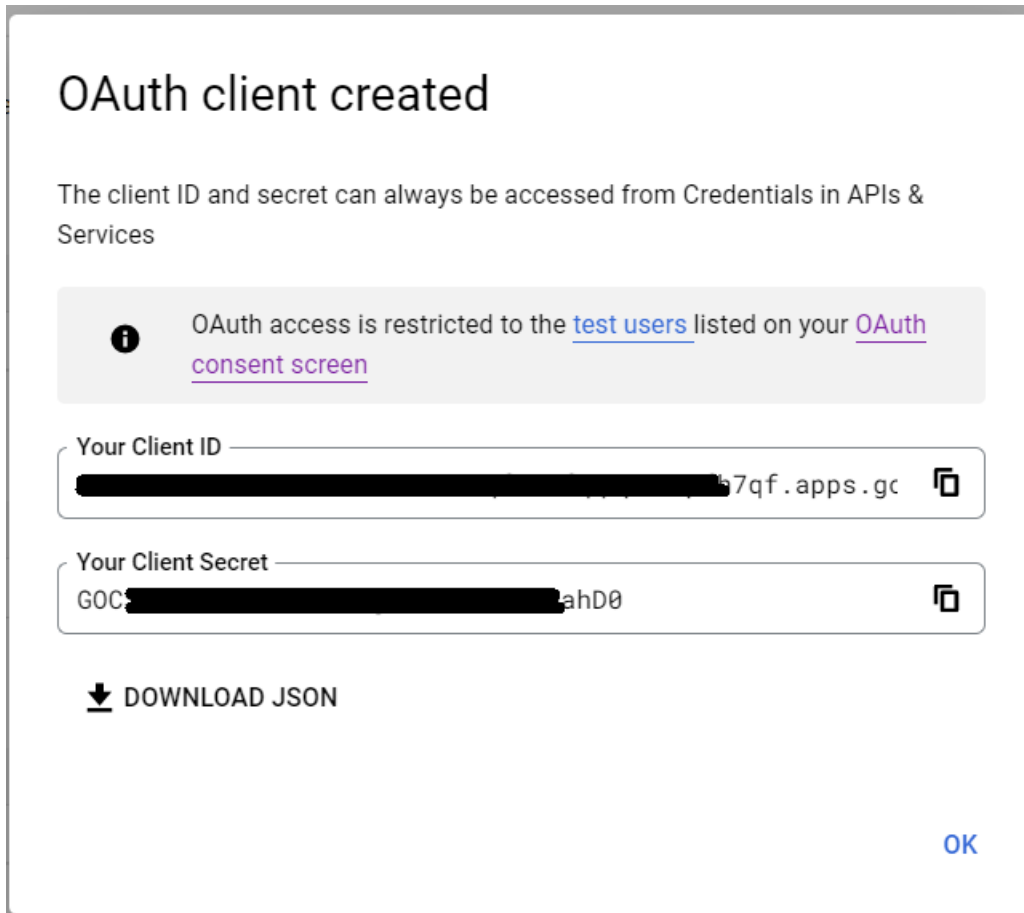 OAuth client created
The client ID and secret can always be accessed from Credentials in APIs &
Services
OAuth access is restricted to the test users listed on your OAuth
consent screen
Your Client ID
7qf.apps.gc
Your Client Secret
GOC
ahD0
DOWNLOAD JSON
OK